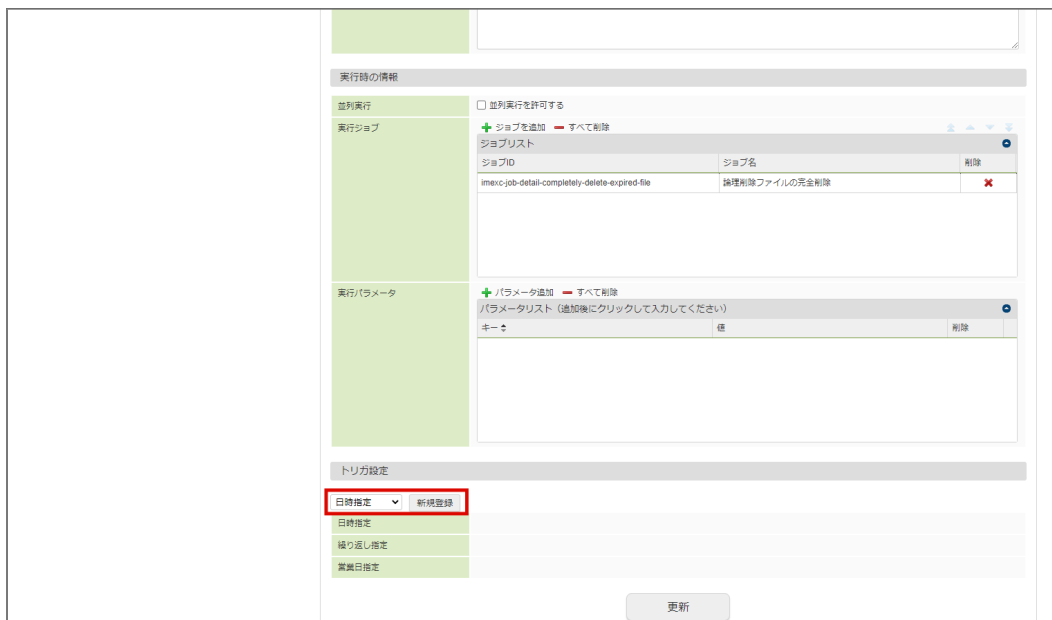 実行時の情報
並列実行
並列実行を許可する
実行ジョブ
ジョブを追加 すべて削除
ジョブリスト
ジョブID ジョブ名 削除
imexc-job-detail-completely-delete-expired-file 論理削除ファイルの完全削除
実行パラメータ
パラメータ追加 すべて削除
パラメータリスト（追加後にクリックして入力してください）
キー 値 削除
トリガ設定
日時指定 新規登録
日時指定
繰り返し指定
営業日指定
更新